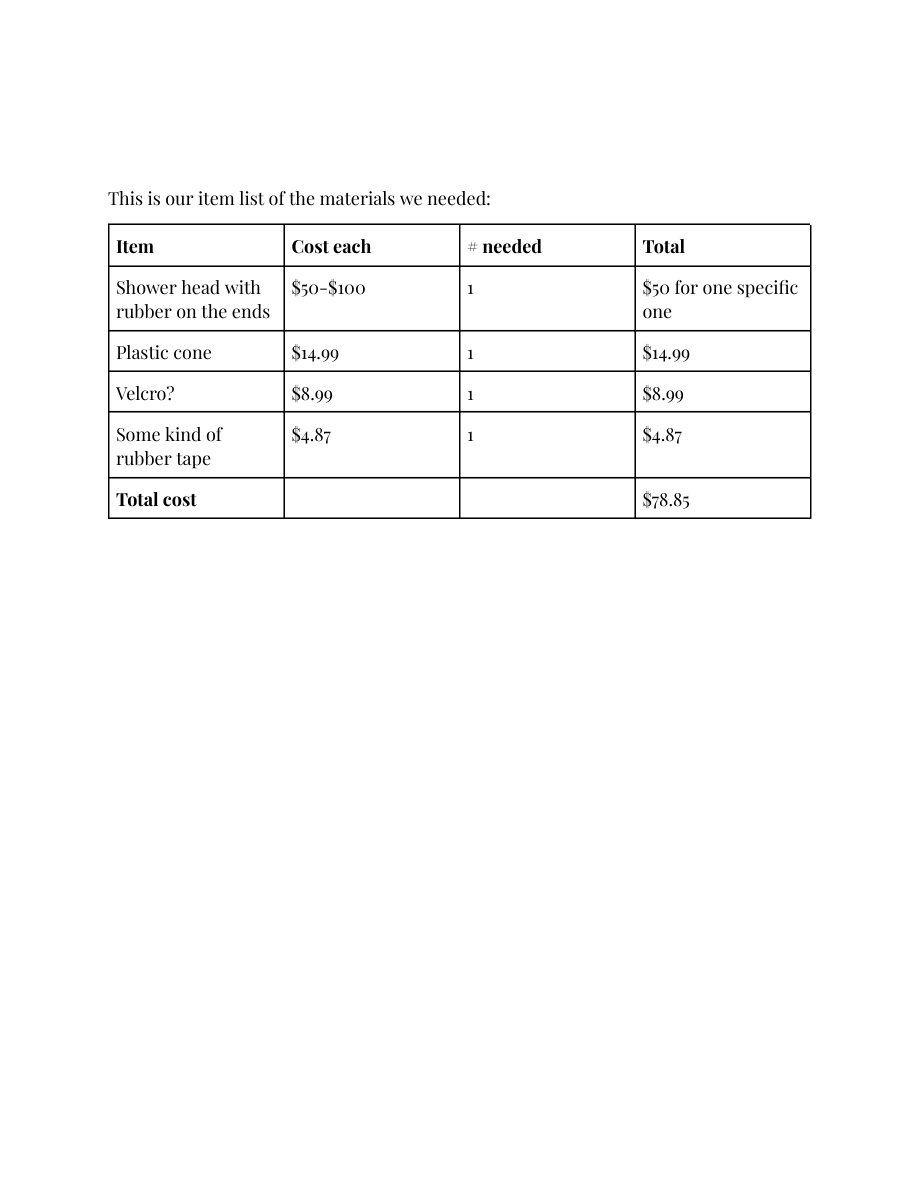 This is our item list of the materials we needed:
Item Cost each # needed Total
Shower head with $50-$100 1 $50 for one specific
rubber on the ends one
Plastic cone $14.99 1 $14.99
Velcro? $8.99 1 $8.99
Some kind of $4.87 1 $4.87
rubber tape
Total cost $78.85